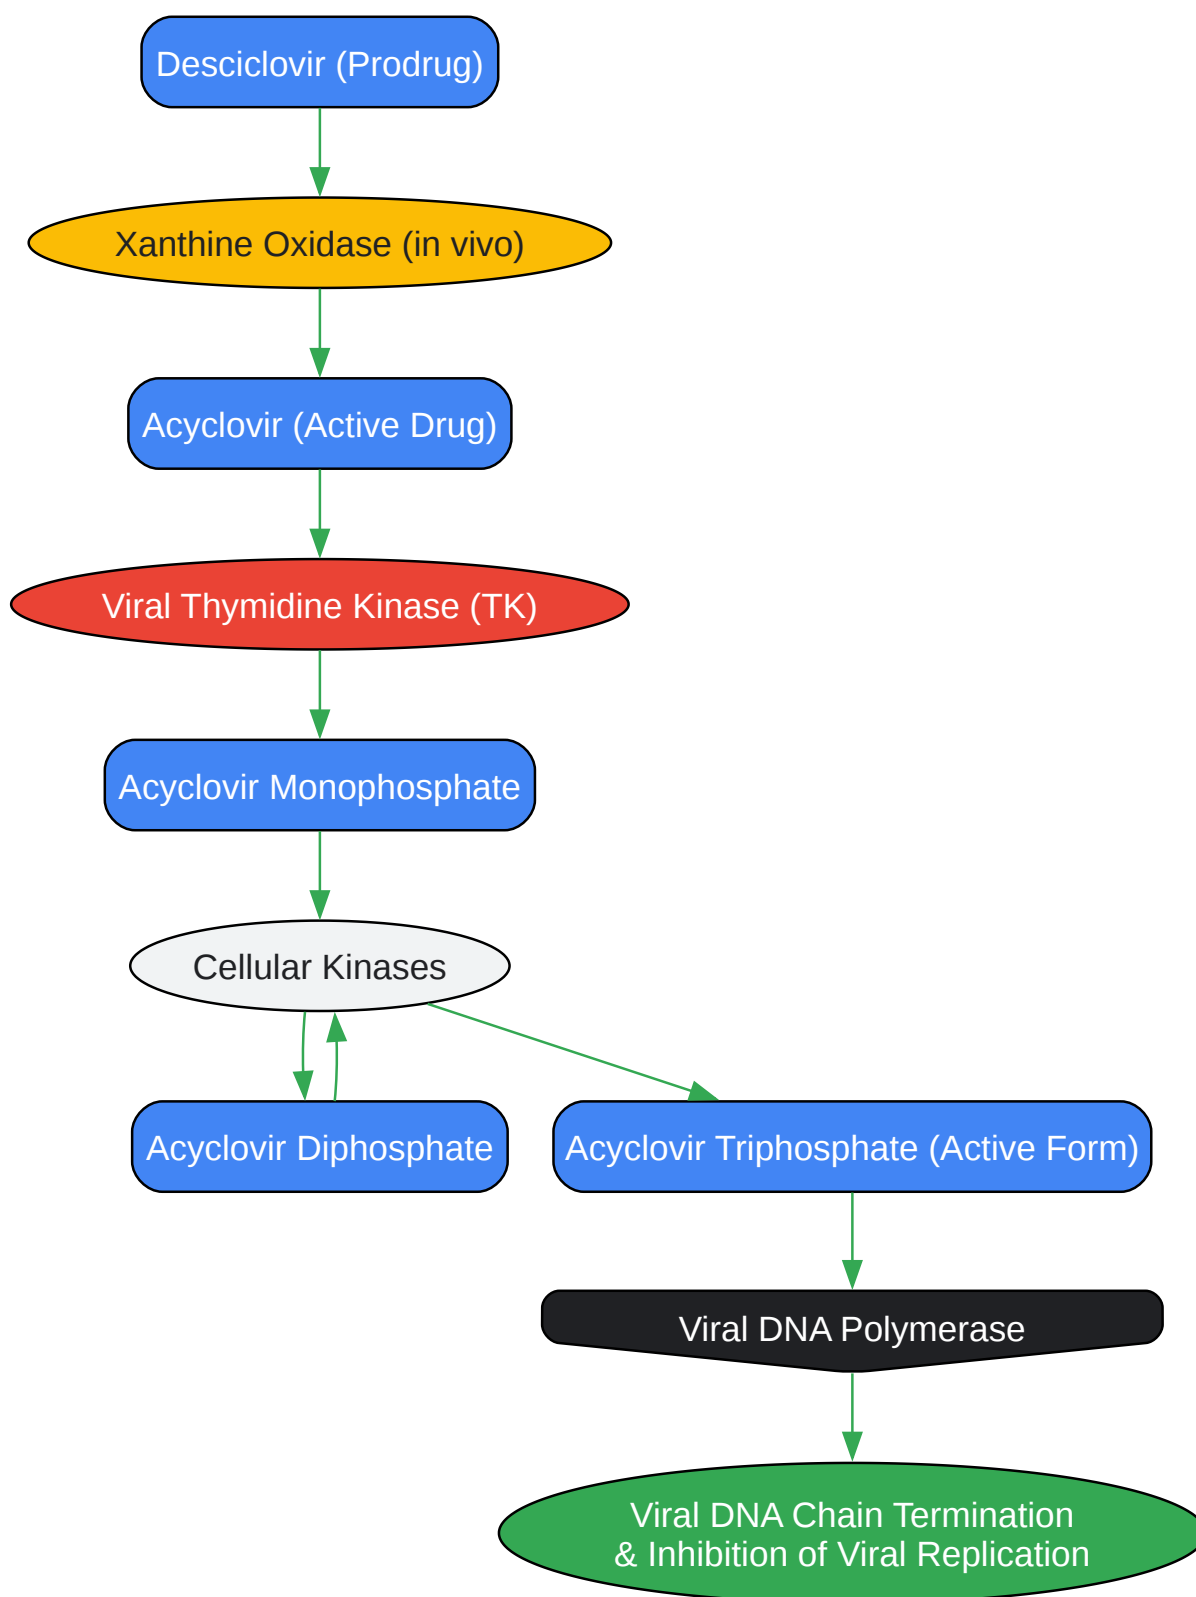 Desciclovir (Prodrug)
Xanthine Oxidase (in vivo)
Acyclovir (Active Drug)
Viral Thymidine Kinase (TK)
Acyclovir Monophosphate
Cellular Kinases
Acyclovir Diphosphate
Acyclovir Triphosphate (Active Form)
Viral DNA Polymerase
Viral DNA Chain Termination
& Inhibition of Viral Replication